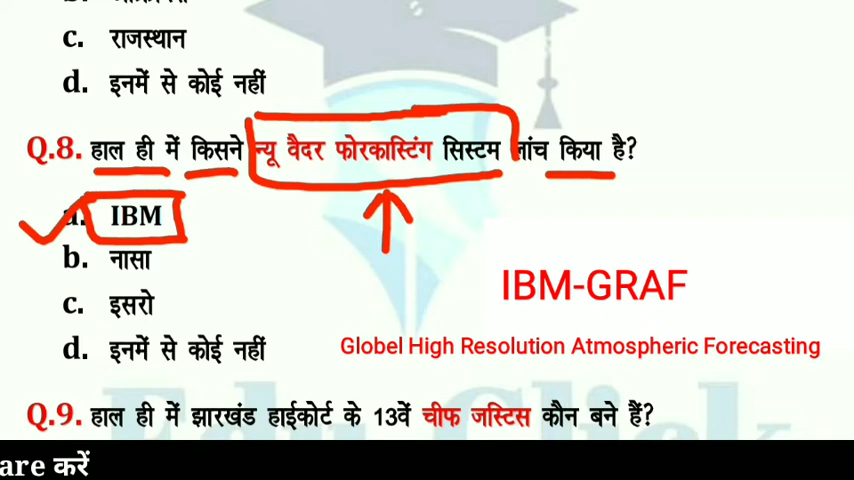 c. राजस्थान
d. इनमें से कोई नहीं
Q.8. हाल ही में किसने न्यू वैदर फोरकास्टिंग सिस्टम लांच किया है?
a. IBM
b. नासा
c. इसरो
d. इनमें से कोई नहीं
IBM-GRAF
Globel High Resolution Atmospheric Forecasting
Q.9. हाल ही में झारखंड हाईकोर्ट के 13वें चीफ जस्टिस कौन बने हैं?
are करें